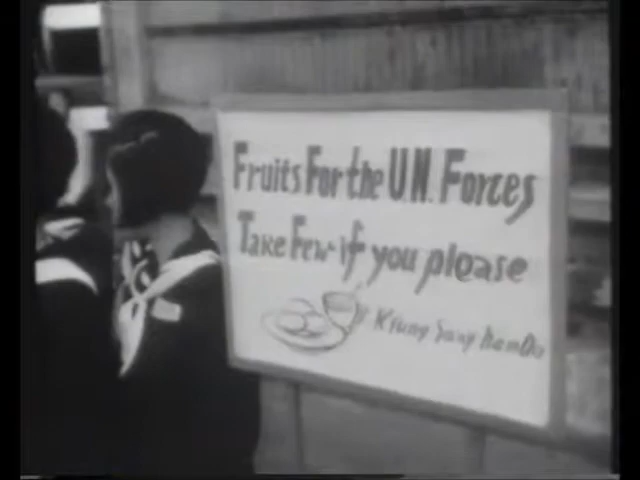 Fruits For the U.N. Forces
Take Few if you please
Kyung Sang Nam Do